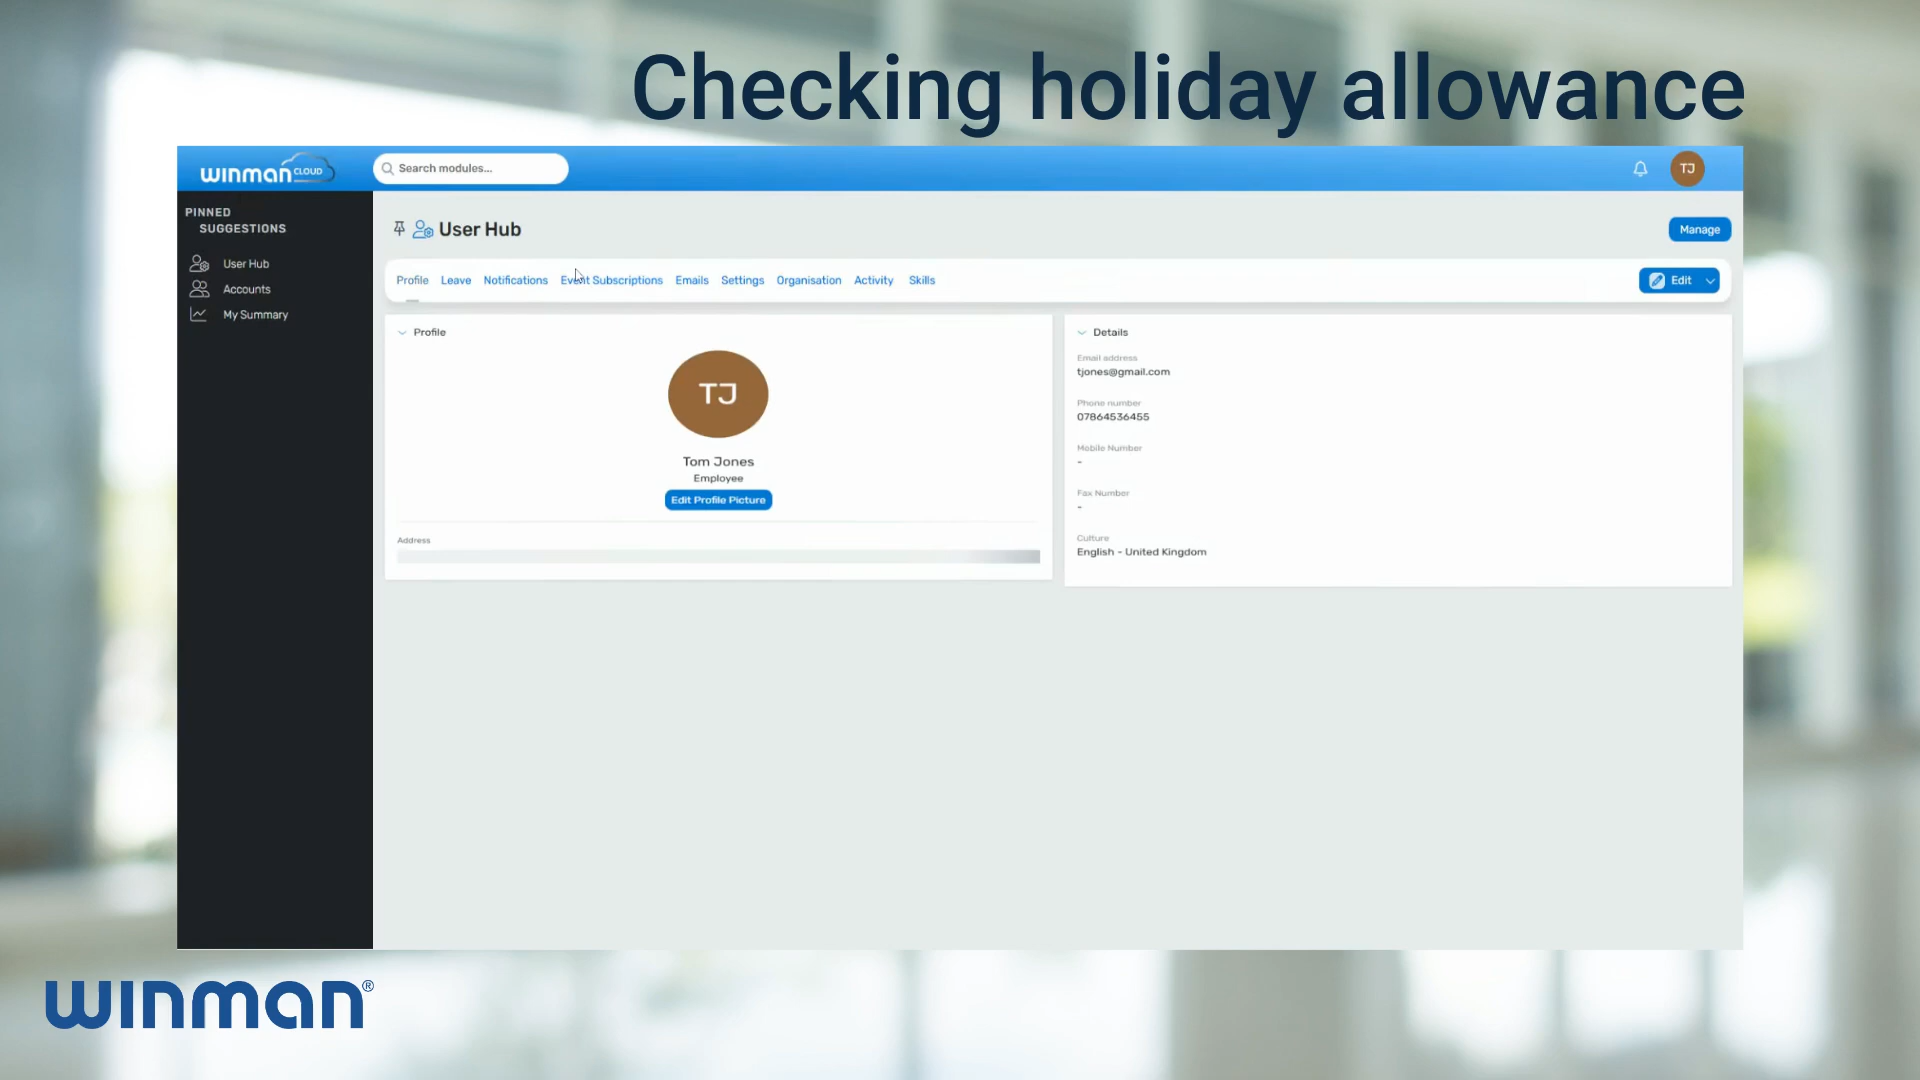 Checking holiday allowance
winman CLOUD
Search modules...
TJ
PINNED
SUGGESTIONS
User Hub
Accounts
My Summary
User Hub
Manage
Profile Leave Notifications Event Subscriptions Emails Settings Organisation Activity Skills
Edit
Profile
TJ
Tom Jones
Employee
Edit Profile Picture
Address
Details
Email address
tjones@gmail.com
Phone number
07864536455
Mobile Number
-
Fax Number
-
Culture
English - United Kingdom
winman®